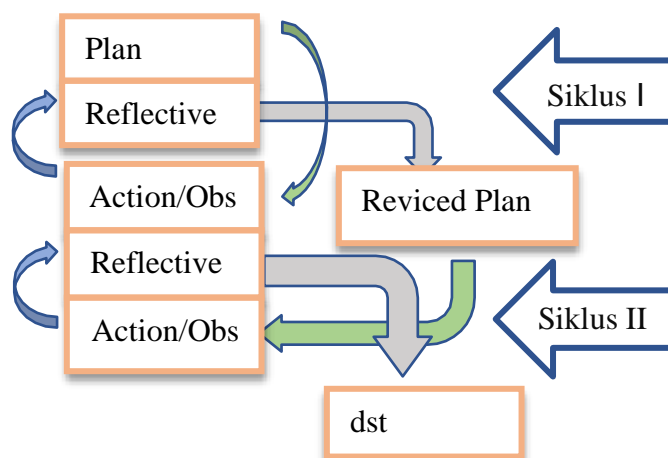 Plan
Reflective
Siklus I
Action/Obs
Reviced Plan
Reflective
Action/Obs
Siklus II
dst